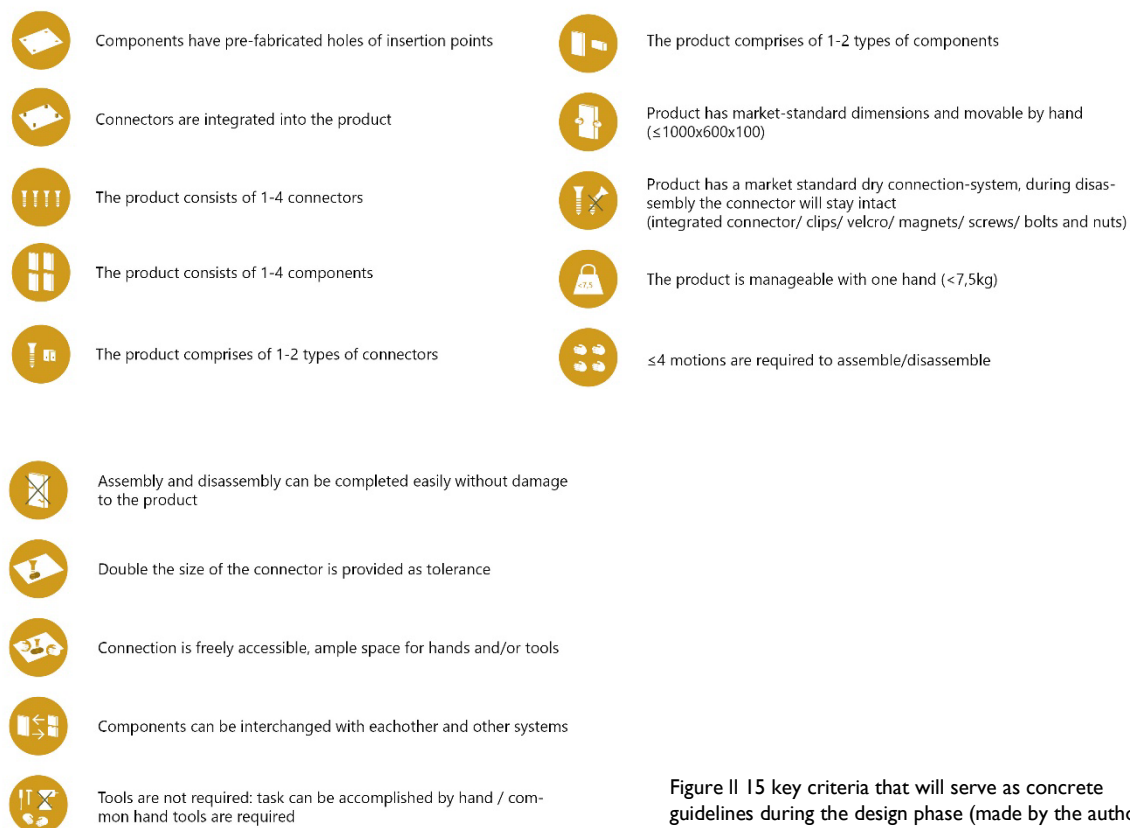 Components have pre-fabricated holes of insertion points
Connectors are integrated into the product
The product consists of 1-4 connectors
The product consists of 1-4 components
The product comprises of 1-2 types of connectors
The product comprises of 1-2 types of components
Product has market-standard dimensions and movable by hand
(≤1000x600x100)
Product has a market standard dry connection-system, during disas-
sembly the connector will stay intact
(integrated connector/ clips/ velcro/ magnets/ screws/ bolts and nuts)
<7,5
The product is manageable with one hand (<7,5kg)
≤4 motions are required to assemble/disassemble
Assembly and disassembly can be completed easily without damage
to the product
Double the size of the connector is provided as tolerance
Connection is freely accessible, ample space for hands and/or tools
Components can be interchanged with eachother and other systems
Tools are not required: task can be accomplished by hand / com-
mon hand tools are required
Figure II 15 key criteria that will serve as concrete
guidelines during the design phase (made by the